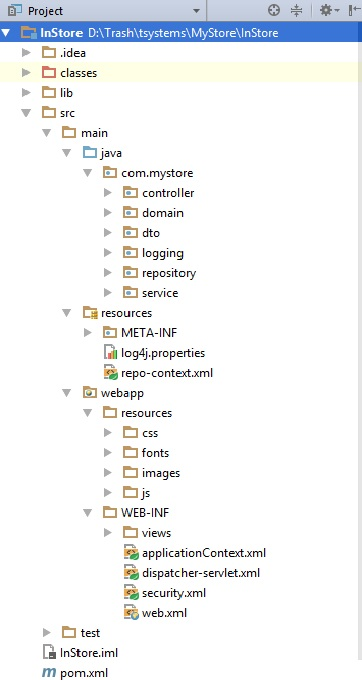 Project
InStore D:\Trash\tsystems\MyStore\InStore
.idea
classes
lib
src
main
java
com.mystore
controller
domain
dto
logging
repository
service
resources
META-INF
log4j.properties
repo-context.xml
webapp
resources
css
fonts
images
js
WEB-INF
views
applicationContext.xml
dispatcher-servlet.xml
security.xml
web.xml
test
InStore.iml
pom.xml